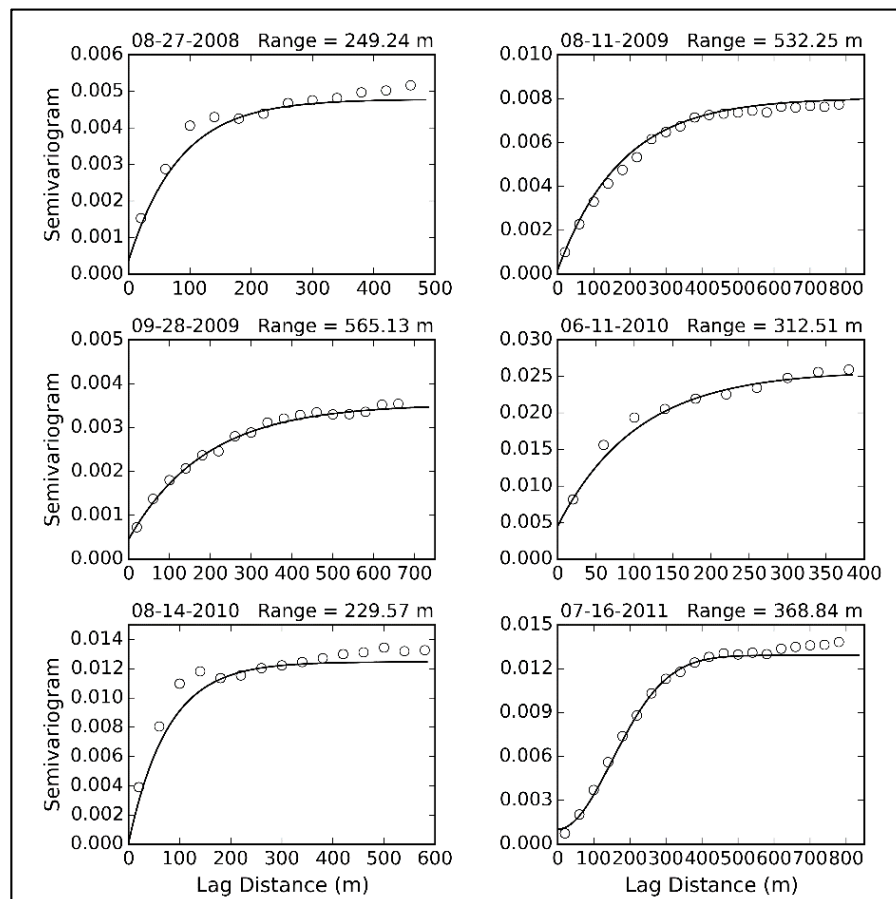 08-27-2008 Range = 249.24 m
0.006
0.005
0.004
0.003
0.002
0.001
0.000
Semivariogram
0 100 200 300 400 500
08-11-2009 Range = 532.25 m
0.010
0.008
0.006
0.004
0.002
0.000
0 100200300400500600700800
09-28-2009 Range = 565.13 m
0.005
0.004
0.003
0.002
0.001
0.000
Semivariogram
0 100 200 300 400 500 600 700
06-11-2010 Range = 312.51 m
0.030
0.025
0.020
0.015
0.010
0.005
0.000
0 50 100 150 200 250 300 350 400
08-14-2010 Range = 229.57 m
0.014
0.012
0.010
0.008
0.006
0.004
0.002
0.000
Semivariogram
0 100 200 300 400 500 600
Lag Distance (m)
07-16-2011 Range = 368.84 m
0.015
0.012
0.009
0.006
0.003
0.000
0 100200300400500600700800
Lag Distance (m)